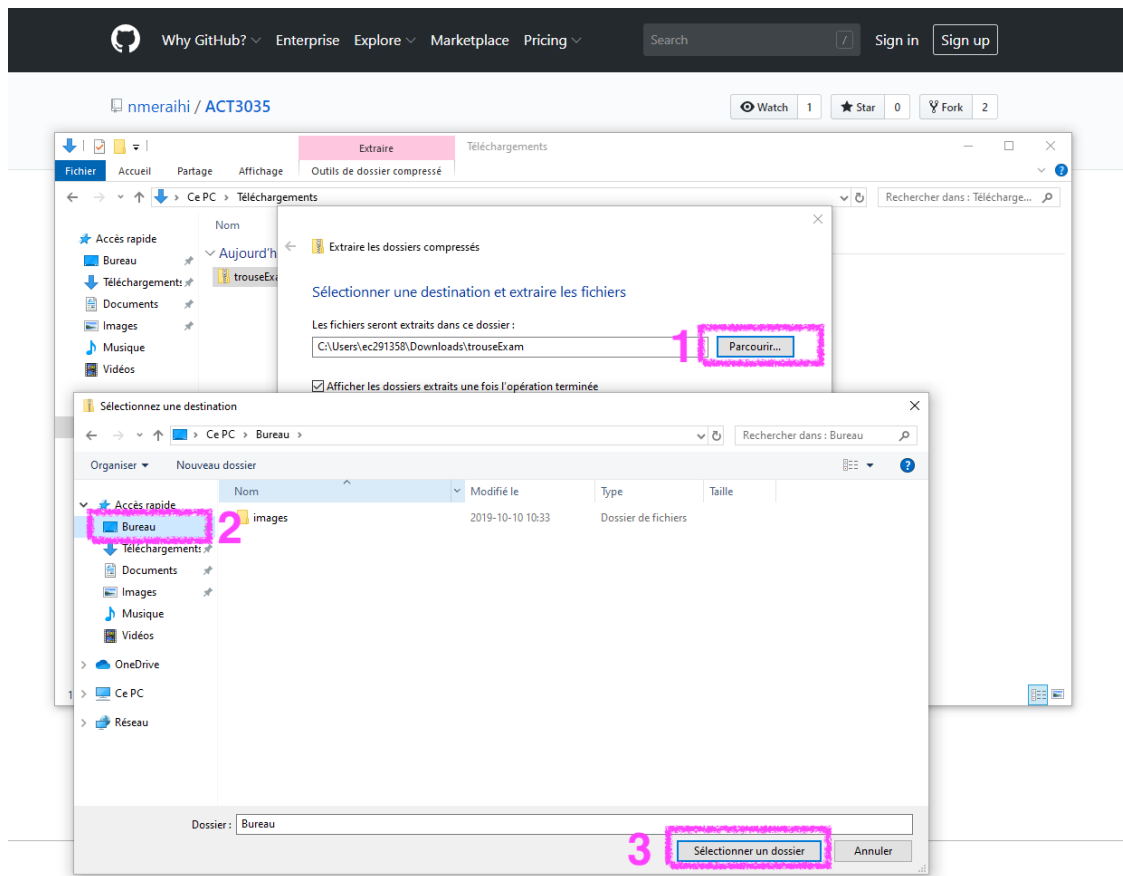 Why GitHub? Enterprise Explore Marketplace Pricing Search / Sign in Sign up
nmeraihi / ACT3035 Watch 1 Star 0 Fork 2
Extraire Téléchargements
Fichier Accueil Partage Affichage Outils de dossier compressé
Ce PC > Téléchargements Rechercher dans : Télécharge...
Nom
Accès rapide
Bureau
Téléchargements
Documents
Images
Musique
Vidéos
Aujourd'h
trouseExa
Extraire les dossiers compressés
Sélectionner une destination et extraire les fichiers
Les fichiers seront extraits dans ce dossier :
C:\Users\ec291358\Downloads\trouseExam 1 Parcourir...
Afficher les dossiers extraits une fois l'opération terminée
Sélectionnez une destination
Ce PC > Bureau > Rechercher dans : Bureau
Organiser Nouveau dossier
Nom Modifié le Type Taille
Accès rapide
Bureau 2
images 2019-10-10 10:33 Dossier de fichiers
Téléchargements
Documents
Images
Musique
Vidéos
OneDrive
1
Ce PC
Réseau
Dossier : Bureau
3 Sélectionner un dossier Annuler